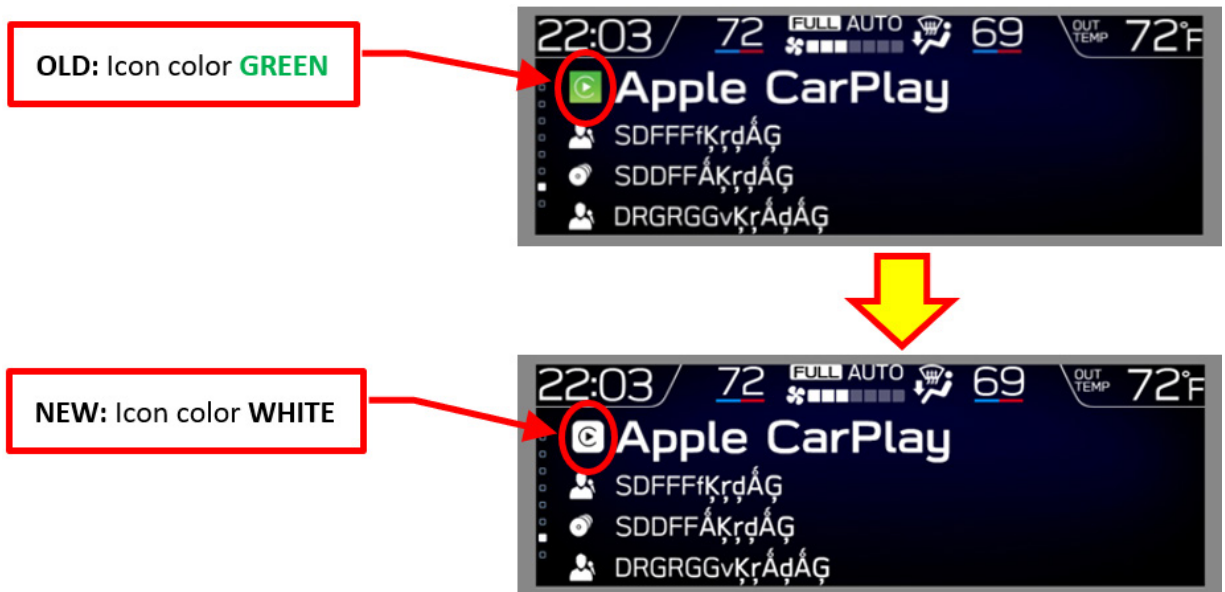 OLD: Icon color GREEN
22:03 72 FULL AUTO 69 OUT TEMP 72°F
Apple CarPlay
SDFFFfĶŗḑǺĢ
SDDFFǺĶŗḑǺĢ
DRGRGGvĶŗǺḑǺĢ
NEW: Icon color WHITE
22:03 72 FULL AUTO 69 OUT TEMP 72°F
Apple CarPlay
SDFFFfĶŗḑǺĢ
SDDFFǺĶŗḑǺĢ
DRGRGGvĶŗǺḑǺĢ